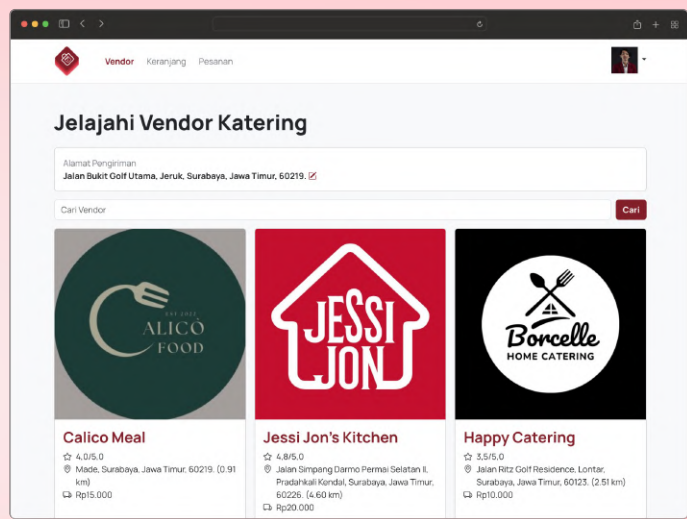 Vendor Keranjang Pesanan
Jelajahi Vendor Katering
Alamat Pengiriman
Jalan Bukit Golf Utama, Jeruk, Surabaya, Jawa Timur, 60219.
Cari Vendor
Cari
EST 2022
CALICO
FOOD
JESSI
JON
Borcelle
HOME CATERING
Calico Meal
4,0/5,0
Made, Surabaya, Jawa Timur, 60219. (0.91
km)
Rp15.000
Jessi Jon's Kitchen
4,8/5,0
Jalan Simpang Darmo Permai Selatan II,
Pradahkali Kendal, Surabaya, Jawa Timur,
60226. (4.60 km)
Rp20.000
Happy Catering
3,5/5,0
Jalan Ritz Golf Residence, Lontar,
Surabaya, Jawa Timur, 60123. (2.51 km)
Rp10.000